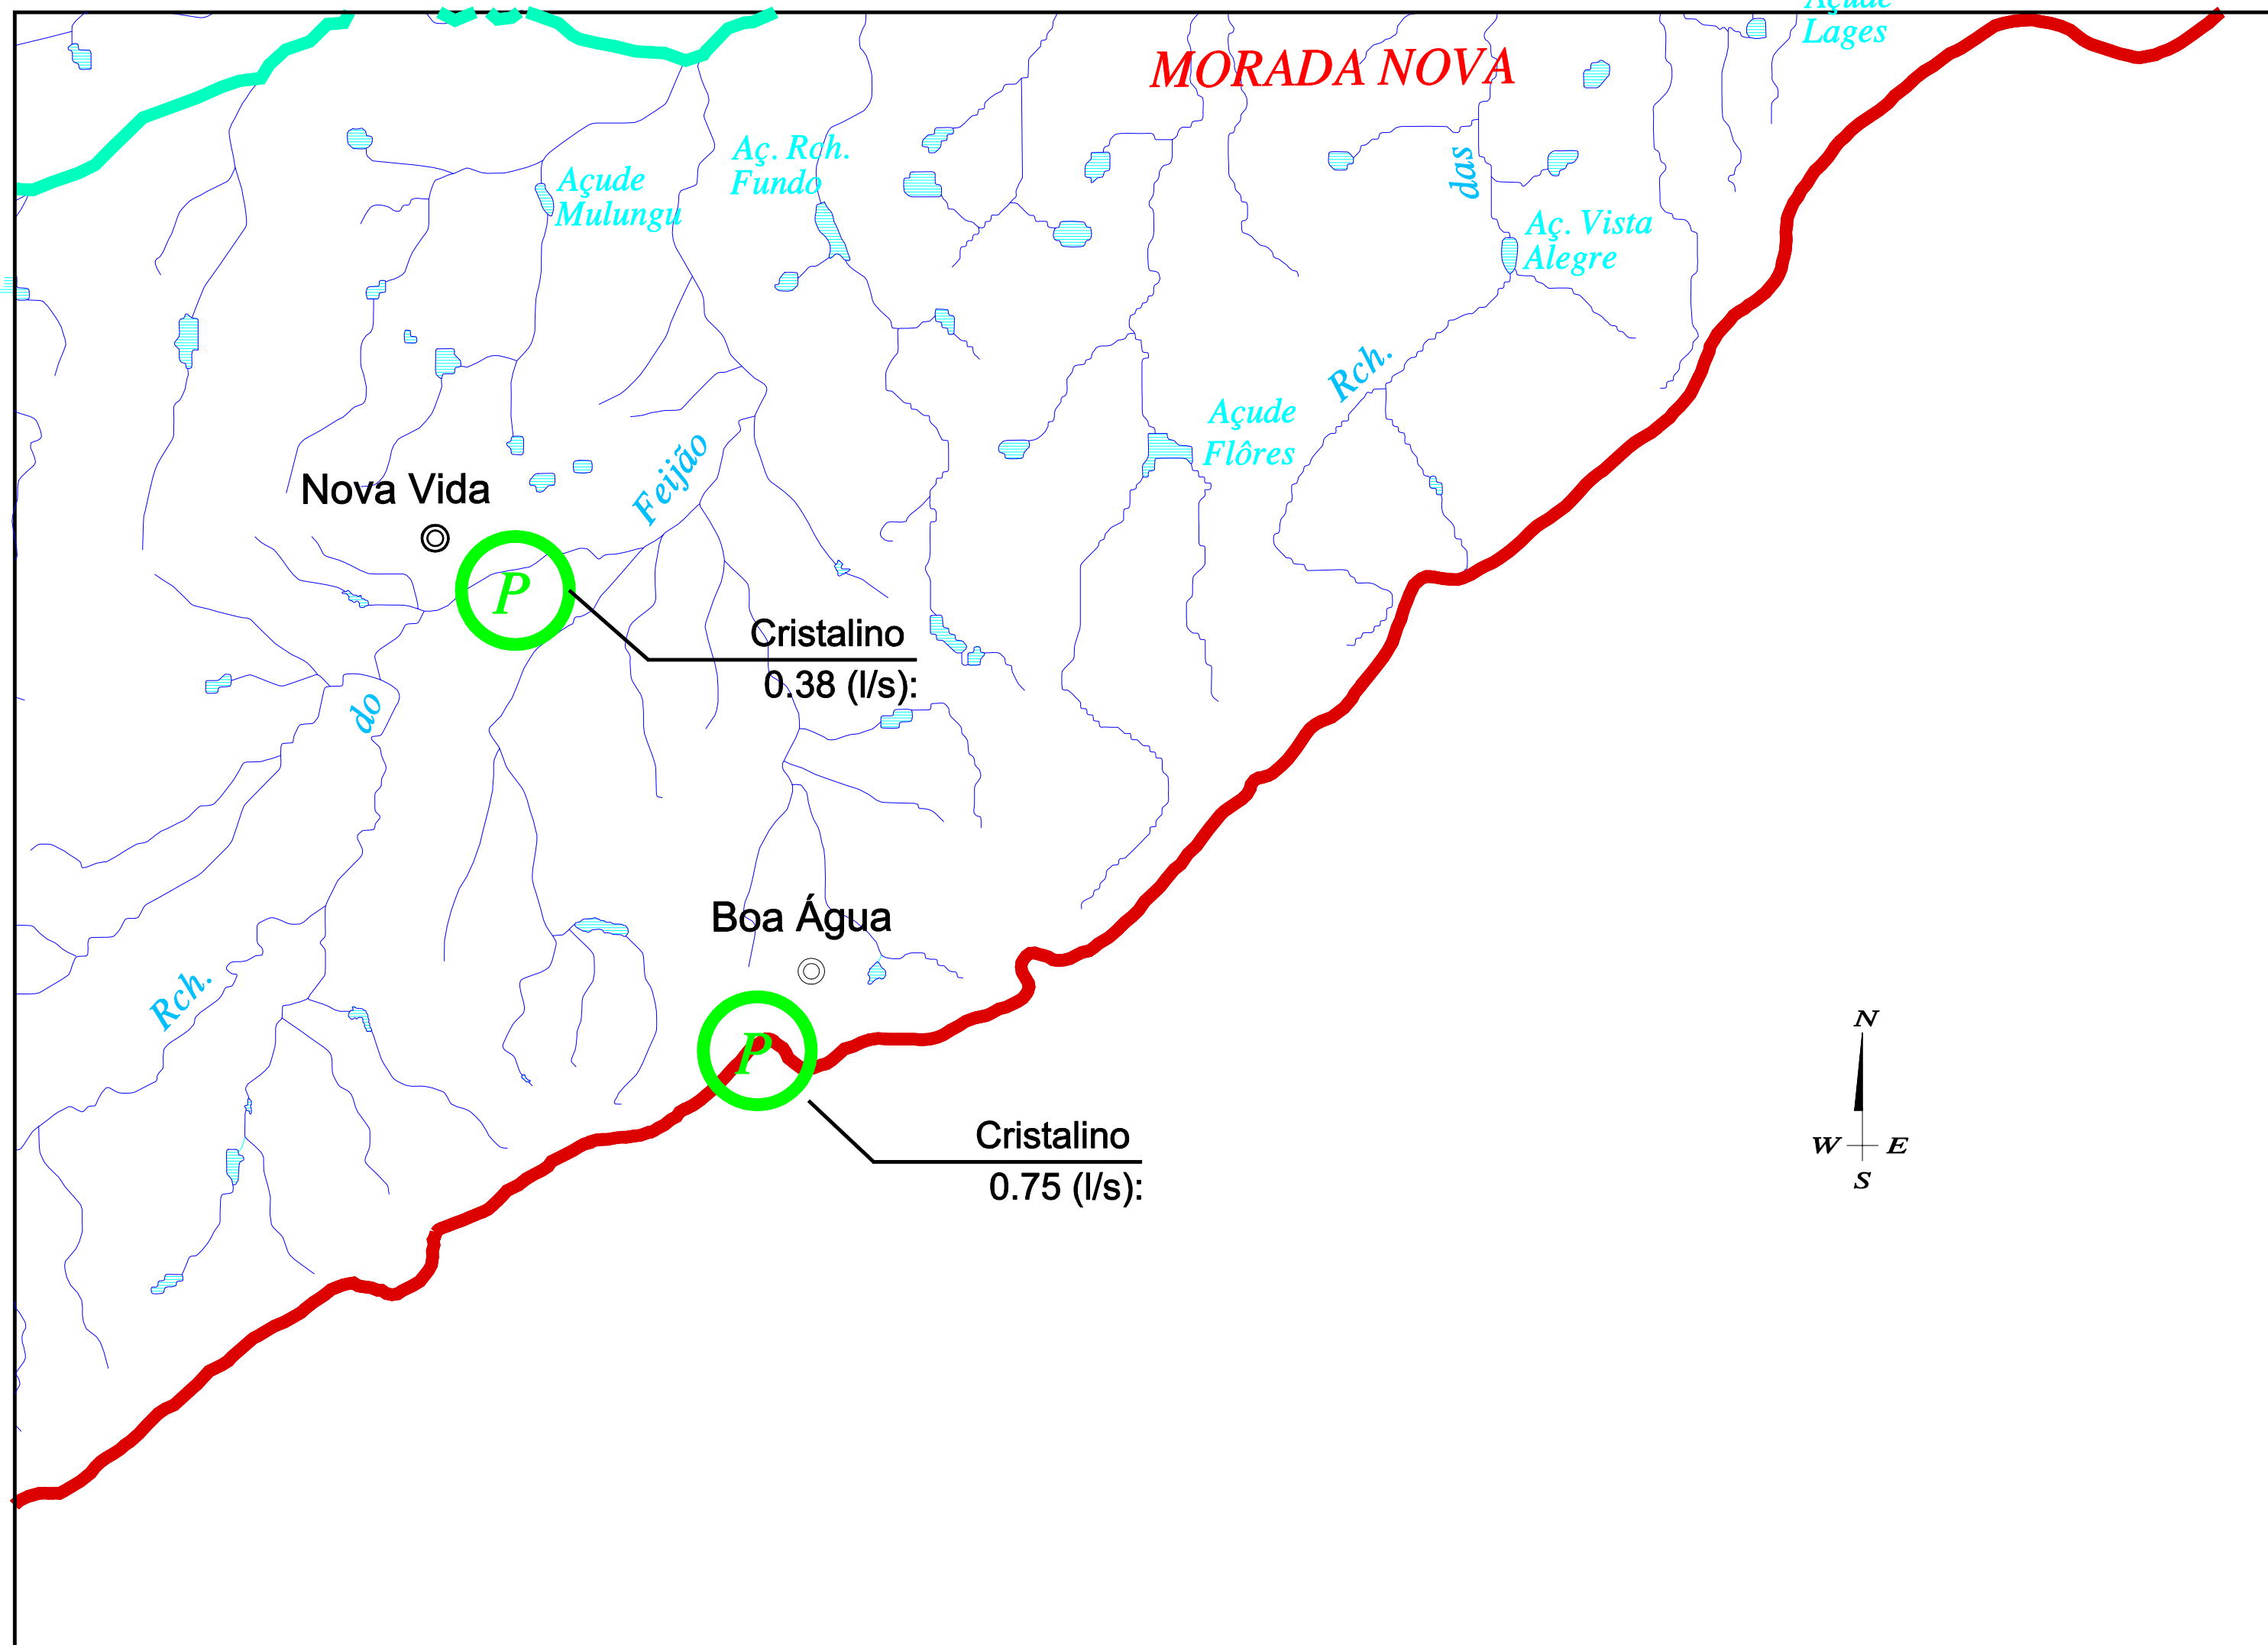 Açude
Lages
MORADA NOVA
Aç. Rch.
Fundo
das
Açude
Mulungu
Aç. Vista
Alegre
Rch.
Açude
Flôres
Feijão
Nova Vida
P
Cristalino
0.38 (l/s):
do
Boa Água
Rch.
P
Cristalino
0.75 (l/s):
N
W E
S